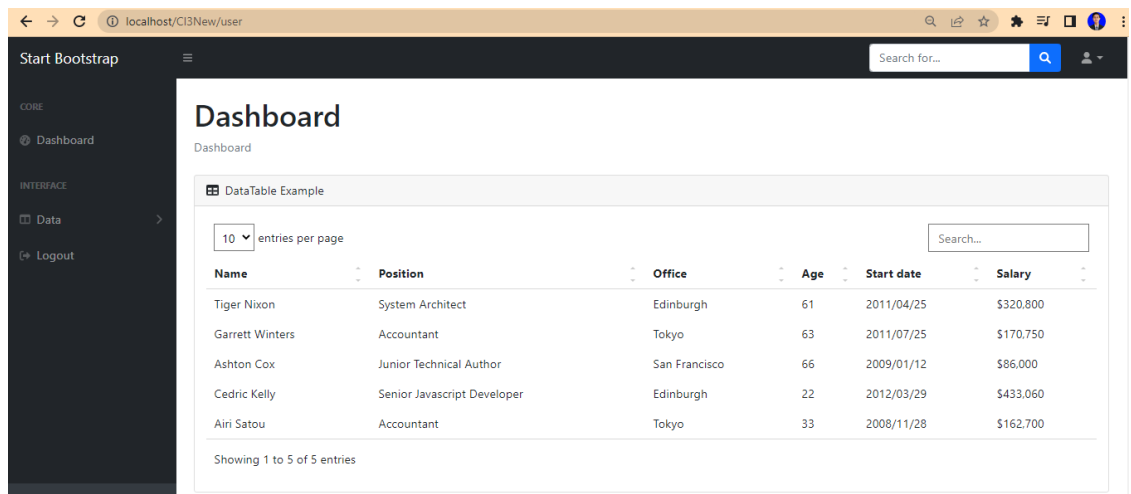 localhost/CI3New/user
Start Bootstrap
Search for...
CORE
Dashboard
INTERFACE
Data
Logout
Dashboard
Dashboard
DataTable Example
10 entries per page
Search...
Name Position Office Age Start date Salary
Tiger Nixon System Architect Edinburgh 61 2011/04/25 $320,800
Garrett Winters Accountant Tokyo 63 2011/07/25 $170,750
Ashton Cox Junior Technical Author San Francisco 66 2009/01/12 $86,000
Cedric Kelly Senior Javascript Developer Edinburgh 22 2012/03/29 $433,060
Airi Satou Accountant Tokyo 33 2008/11/28 $162,700
Showing 1 to 5 of 5 entries